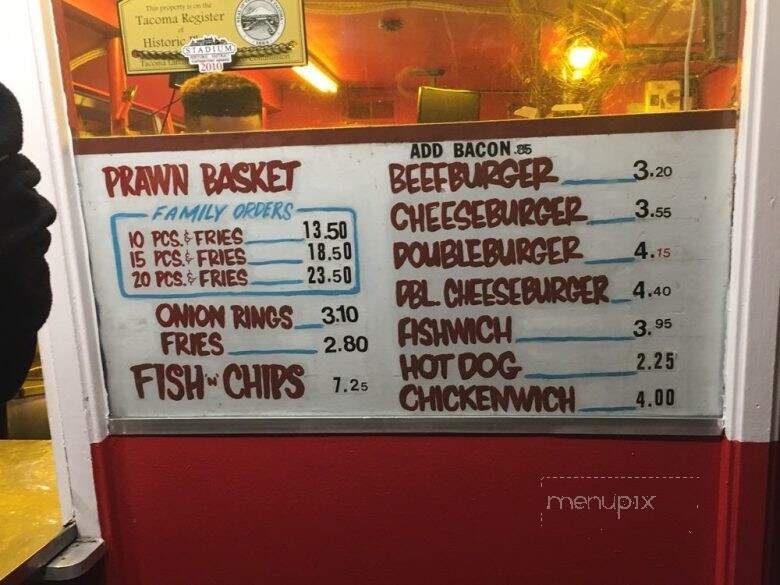 This property is on the
Tacoma Register
Historic
STADIUM
2010
Tacoma
PRAWN BASKET
FAMILY ORDERS
10 PCS. & FRIES 13.50
15 PCS. & FRIES 18.50
20 PCS. & FRIES 23.50
ONION RINGS 3.10
FRIES 2.80
FISH 'N' CHIPS 7.25
ADD BACON .85
BEEFBURGER 3.20
CHEESEBURGER 3.55
DOUBLEBURGER 4.15
DBL. CHEESEBURGER 4.40
FISHWICH 3.95
HOT DOG 2.25
CHICKENWICH 4.00
menupix